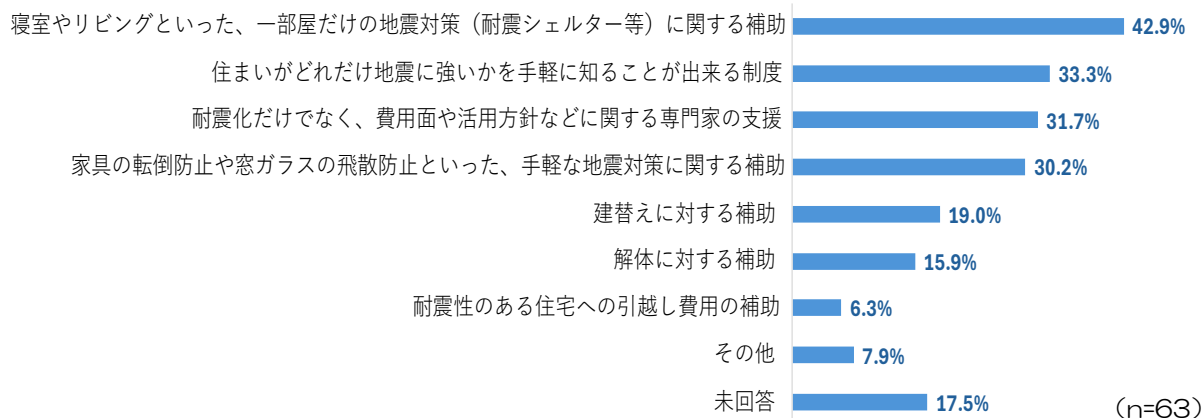 寝室やリビングといった、一部屋だけの地震対策（耐震シェルター等）に関する補助 42.9%
住まいがどれだけ地震に強いかを手軽に知ることが出来る制度 33.3%
耐震化だけでなく、費用面や活用方針などに関する専門家の支援 31.7%
家具の転倒防止や窓ガラスの飛散防止といった、手軽な地震対策に関する補助 30.2%
建替えに対する補助 19.0%
解体に対する補助 15.9%
耐震性のある住宅への引越し費用の補助 6.3%
その他 7.9%
未回答 17.5%
(n=63)